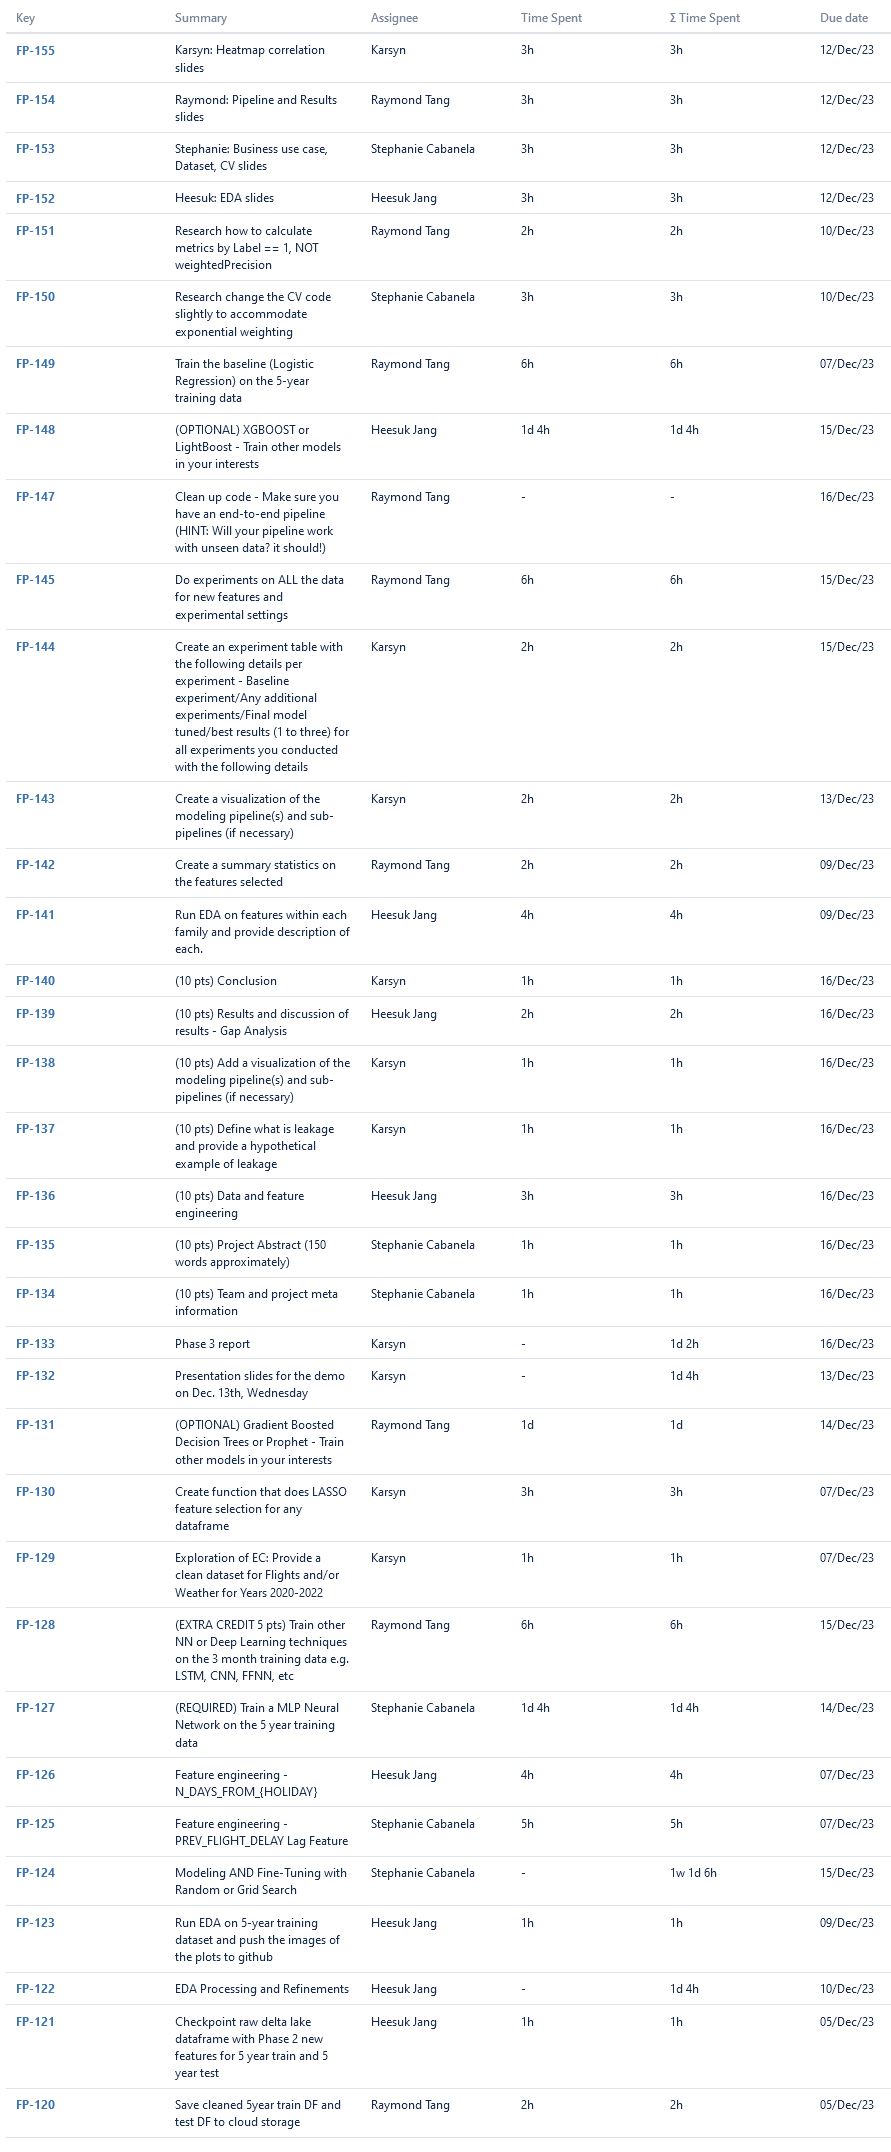 Key Summary Assignee Time Spent Σ Time Spent Due date
FP-155 Karsyn: Heatmap correlation Karsyn 3h 3h 12/Dec/23
slides
FP-154 Raymond: Pipeline and Results Raymond Tang 3h 3h 12/Dec/23
slides
FP-153 Stephanie: Business use case, Stephanie Cabanela 3h 3h 12/Dec/23
Dataset, CV slides
FP-152 Heesuk: EDA slides Heesuk Jang 3h 3h 12/Dec/23
FP-151 Research how to calculate Raymond Tang 2h 2h 10/Dec/23
metrics by Label == 1, NOT
weightedPrecision
FP-150 Research change the CV code Stephanie Cabanela 3h 3h 10/Dec/23
slightly to accommodate
exponential weighting
FP-149 Train the baseline (Logistic Raymond Tang 6h 6h 07/Dec/23
Regression) on the 5-year
training data
FP-148 (OPTIONAL) XGBOOST or Heesuk Jang 1d 4h 1d 4h 15/Dec/23
LightBoost - Train other models
in your interests
FP-147 Clean up code - Make sure you Raymond Tang - - 16/Dec/23
have an end-to-end pipeline
(HINT: Will your pipeline work
with unseen data? it should!)
FP-145 Do experiments on ALL the data Raymond Tang 6h 6h 15/Dec/23
for new features and
experimental settings
FP-144 Create an experiment table with Karsyn 2h 2h 15/Dec/23
the following details per
experiment - Baseline
experiment/Any additional
experiments/Final model
tuned/best results (1 to three) for
all experiments you conducted
with the following details
FP-143 Create a visualization of the Karsyn 2h 2h 13/Dec/23
modeling pipeline(s) and sub-
pipelines (if necessary)
FP-142 Create a summary statistics on Raymond Tang 2h 2h 09/Dec/23
the features selected
FP-141 Run EDA on features within each Heesuk Jang 4h 4h 09/Dec/23
family and provide description of
each.
FP-140 (10 pts) Conclusion Karsyn 1h 1h 16/Dec/23
FP-139 (10 pts) Results and discussion of Heesuk Jang 2h 2h 16/Dec/23
results - Gap Analysis
FP-138 (10 pts) Add a visualization of the Karsyn 1h 1h 16/Dec/23
modeling pipeline(s) and sub-
pipelines (if necessary)
FP-137 (10 pts) Define what is leakage Karsyn 1h 1h 16/Dec/23
and provide a hypothetical
example of leakage
FP-136 (10 pts) Data and feature Heesuk Jang 3h 3h 16/Dec/23
engineering
FP-135 (10 pts) Project Abstract (150 Stephanie Cabanela 1h 1h 16/Dec/23
words approximately)
FP-134 (10 pts) Team and project meta Stephanie Cabanela 1h 1h 16/Dec/23
information
FP-133 Phase 3 report Karsyn - 1d 2h 16/Dec/23
FP-132 Presentation slides for the demo Karsyn - 1d 4h 13/Dec/23
on Dec. 13th, Wednesday
FP-131 (OPTIONAL) Gradient Boosted Raymond Tang 1d 1d 14/Dec/23
Decision Trees or Prophet - Train
other models in your interests
FP-130 Create function that does LASSO Karsyn 3h 3h 07/Dec/23
feature selection for any
dataframe
FP-129 Exploration of EC: Provide a Karsyn 1h 1h 07/Dec/23
clean dataset for Flights and/or
Weather for Years 2020-2022
FP-128 (EXTRA CREDIT 5 pts) Train other Raymond Tang 6h 6h 15/Dec/23
NN or Deep Learning techniques
on the 3 month training data e.g.
LSTM, CNN, FFNN, etc
FP-127 (REQUIRED) Train a MLP Neural Stephanie Cabanela 1d 4h 1d 4h 14/Dec/23
Network on the 5 year training
data
FP-126 Feature engineering - Heesuk Jang 4h 4h 07/Dec/23
N_DAYS_FROM_{HOLIDAY}
FP-125 Feature engineering - Stephanie Cabanela 5h 5h 07/Dec/23
PREV_FLIGHT_DELAY Lag Feature
FP-124 Modeling AND Fine-Tuning with Stephanie Cabanela - 1w 1d 6h 15/Dec/23
Random or Grid Search
FP-123 Run EDA on 5-year training Heesuk Jang 1h 1h 09/Dec/23
dataset and push the images of
the plots to github
FP-122 EDA Processing and Refinements Heesuk Jang - 1d 4h 10/Dec/23
FP-121 Checkpoint raw delta lake Heesuk Jang 1h 1h 05/Dec/23
dataframe with Phase 2 new
features for 5 year train and 5
year test
FP-120 Save cleaned 5year train DF and Raymond Tang 2h 2h 05/Dec/23
test DF to cloud storage